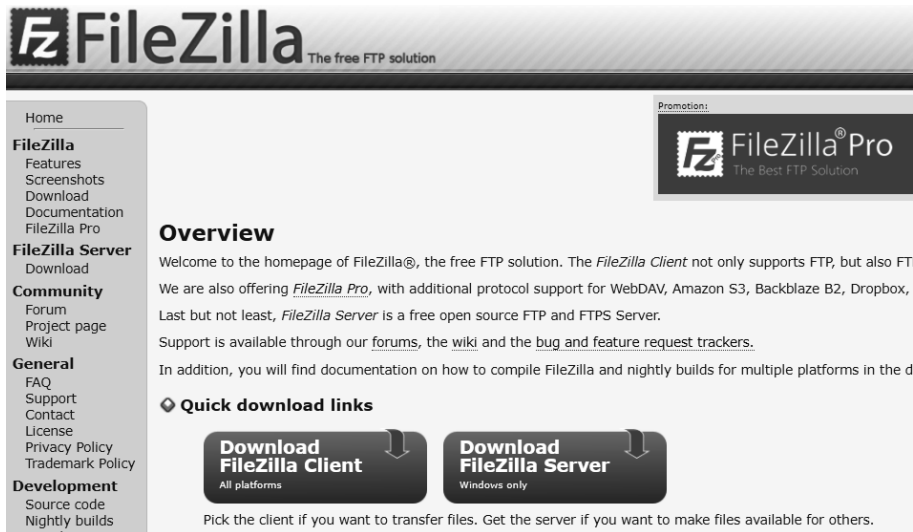 FileZilla The free FTP solution
Home
FileZilla
Features
Screenshots
Download
Documentation
FileZilla Pro
FileZilla Server
Download
Community
Forum
Project page
Wiki
General
FAQ
Support
Contact
License
Privacy Policy
Trademark Policy
Development
Source code
Nightly builds
Promotion:
FileZilla® Pro
The Best FTP Solution
Overview
Welcome to the homepage of FileZilla®, the free FTP solution. The FileZilla Client not only supports FTP, but also
We are also offering FileZilla Pro, with additional protocol support for WebDAV, Amazon S3, Backblaze B2, Dropbox,
Last but not least, FileZilla Server is a free open source FTP and FTPS Server.
Support is available through our forums, the wiki and the bug and feature request trackers.
In addition, you will find documentation on how to compile FileZilla and nightly builds for multiple platforms in the
Quick download links
Download
FileZilla Client
All platforms
Download
FileZilla Server
Windows only
Pick the client if you want to transfer files. Get the server if you want to make files available for others.